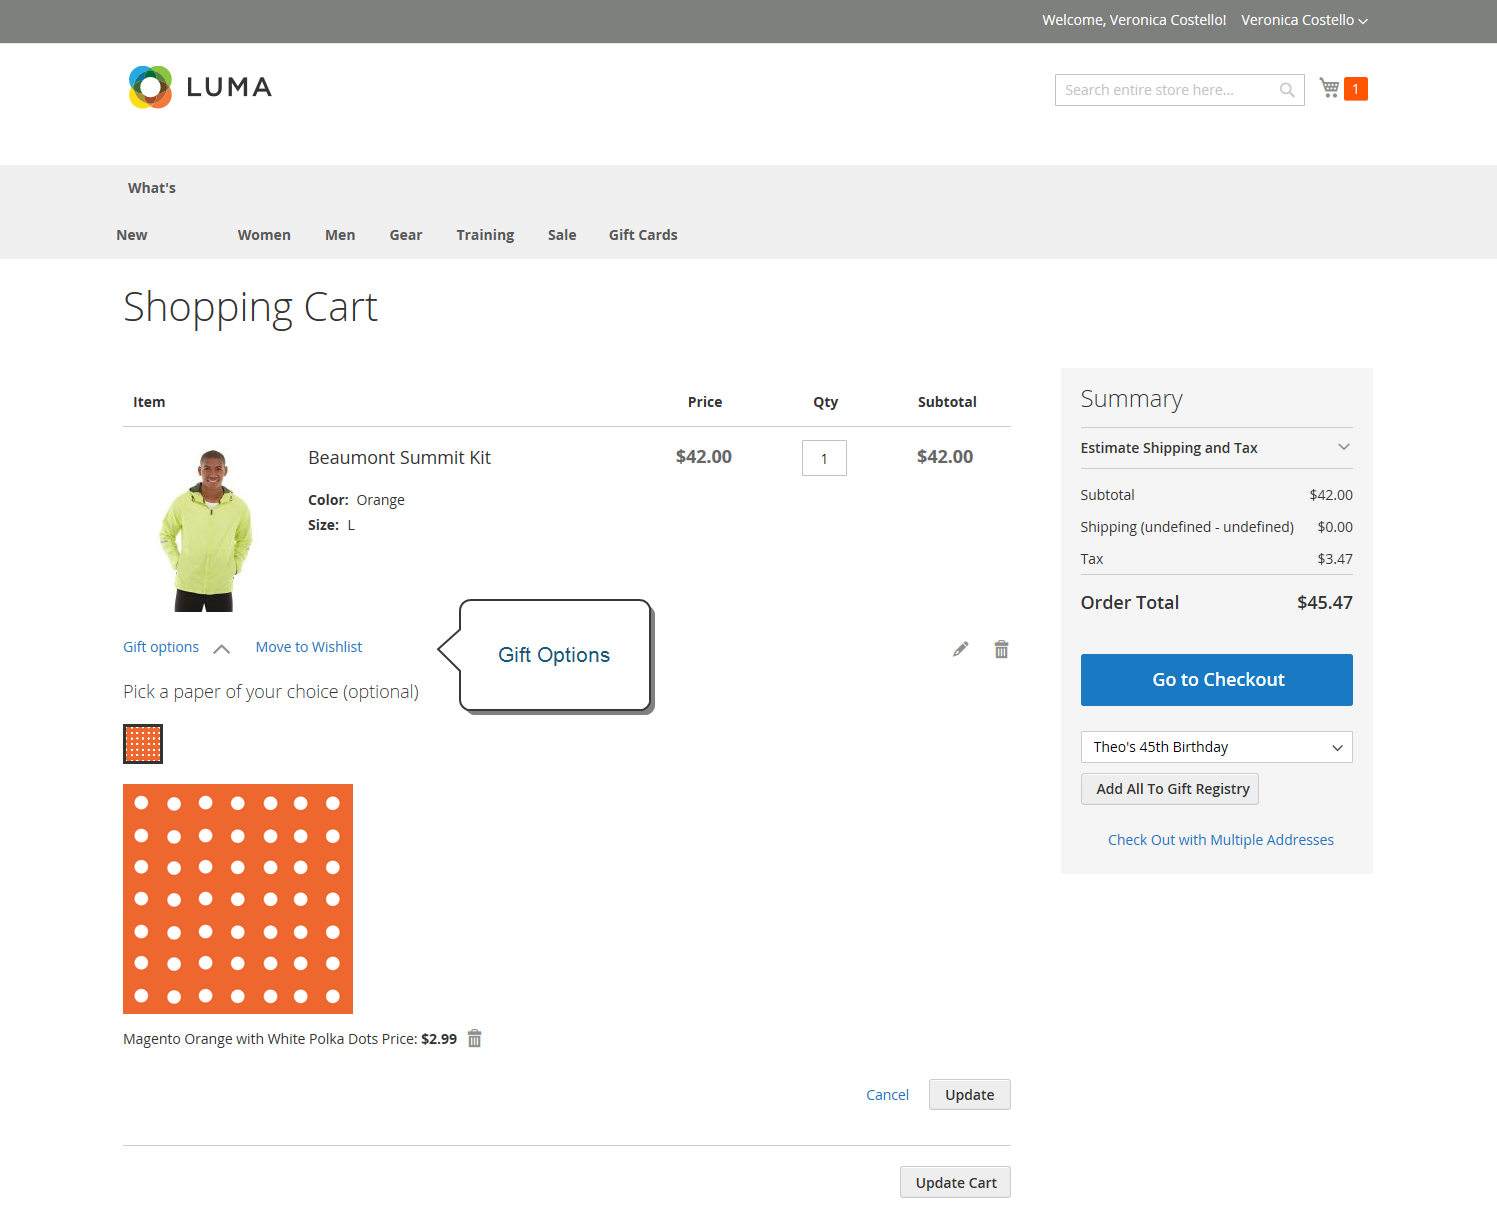 Welcome, Veronica Costello! Veronica Costello
LUMA
Search entire store here... 1
What's
New Women Men Gear Training Sale Gift Cards
Shopping Cart
Item Price Qty Subtotal
Beaumont Summit Kit $42.00 1 $42.00
Color: Orange
Size: L
Gift options Move to Wishlist
Gift Options
Pick a paper of your choice (optional)
Magento Orange with White Polka Dots Price: $2.99
Cancel Update
Update Cart
Summary
Estimate Shipping and Tax
Subtotal $42.00
Shipping (undefined - undefined) $0.00
Tax $3.47
Order Total $45.47
Go to Checkout
Theo's 45th Birthday
Add All To Gift Registry
Check Out with Multiple Addresses